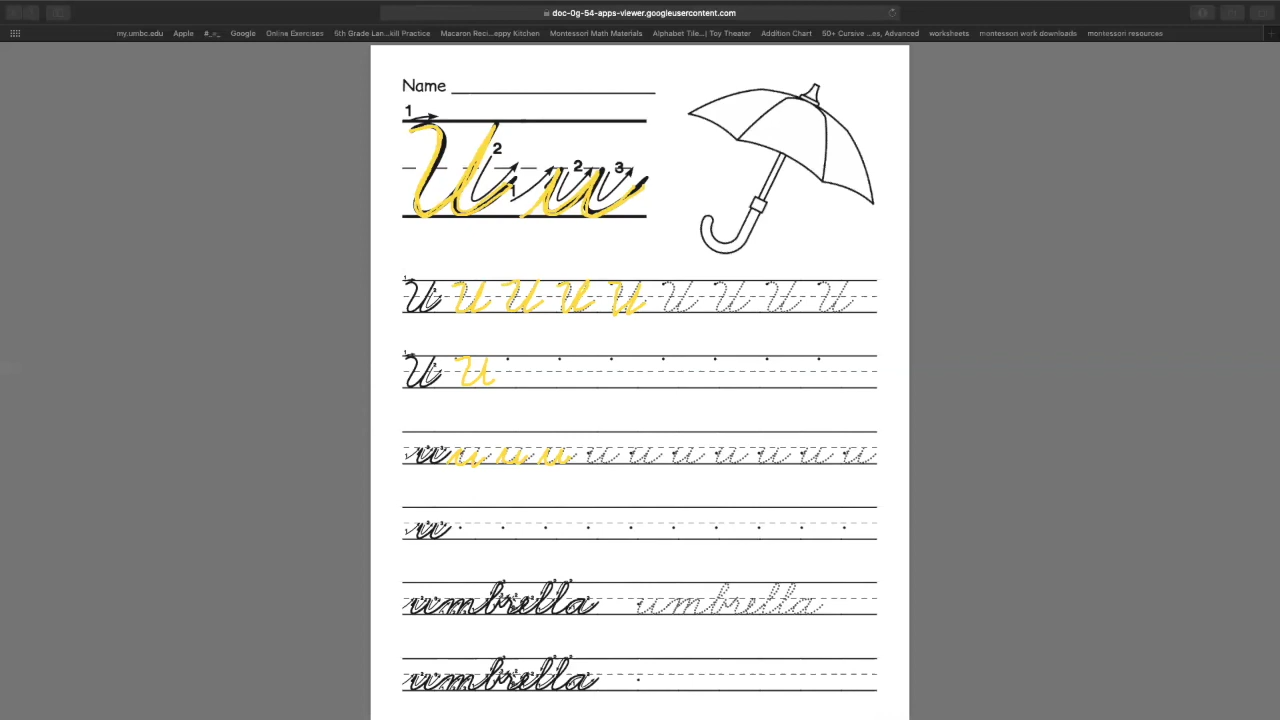 doc-0g-54-apps-viewer.googleusercontent.com
my.umbc.edu Apple #_~_ Google Online Exercises 6th Grade Lan...kill Practice Macaron Reci...eppy Kitchen Montessori Math Materials Alphabet Tile...| Toy Theater Addition Chart 50+ Cursive ...es, Advanced worksheets montessori work downloads montessori resources
Name
1 2 1 2 3
U u
U U U U U U U U U
U U
u u u u u u u u u u
u
umbrella umbrella
umbrella